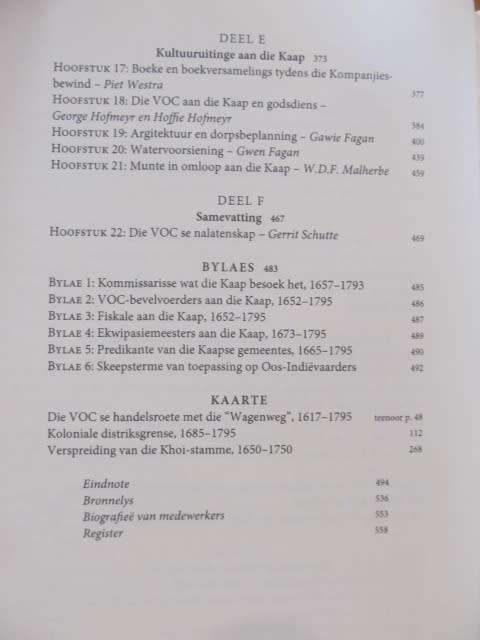 DEEL E
Kultuuruitinge aan die Kaap 373
HOOFSTUK 17: Boeke en boekversamelings tydens die Kompanjies-
bewind – Piet Westra 377
HOOFSTUK 18: Die VOC aan die Kaap en godsdiens –
George Hofmeyr en Hoffie Hofmeyr 384
HOOFSTUK 19: Argitektuur en dorpsbeplanning – Gawie Fagan 400
HOOFSTUK 20: Watervoorsiening – Gwen Fagan 439
HOOFSTUK 21: Munte in omloop aan die Kaap – W.D.F. Malherbe 459
DEEL F
Samevatting 467
HOOFSTUK 22: Die VOC se nalatenskap – Gerrit Schutte 469
BYLAES 483
BYLAE 1: Kommissarisse wat die Kaap besoek het, 1657–1793 485
BYLAE 2: VOC-bevelvoerders aan die Kaap, 1652–1795 486
BYLAE 3: Fiskale aan die Kaap, 1652–1795 487
BYLAE 4: Ekwipasiemeesters aan die Kaap, 1673–1795 489
BYLAE 5: Predikante van die Kaapse gemeentes, 1665–1795 490
BYLAE 6: Skeepsterme van toepassing op Oos-Indiëvaarders 492
KAARTE
Die VOC se handelsroete met die "Wagenweg", 1617–1795 teenoor p. 48
Koloniale distriksgrense, 1685–1795 112
Verspreiding van die Khoi-stamme, 1650–1750 268
Eindnote 494
Bronnelys 536
Biografieë van medewerkers 553
Register 558